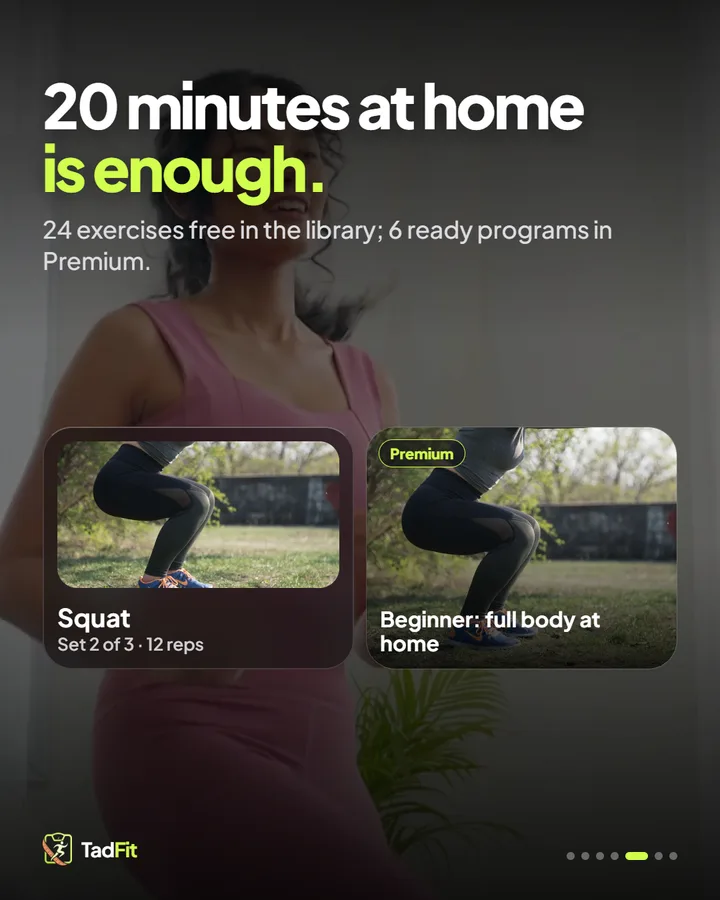 20 minutes at home
is enough.
24 exercises free in the library; 6 ready programs in
Premium.
Squat
Set 2 of 3 · 12 reps
Premium
Beginner: full body at
home
TadFit